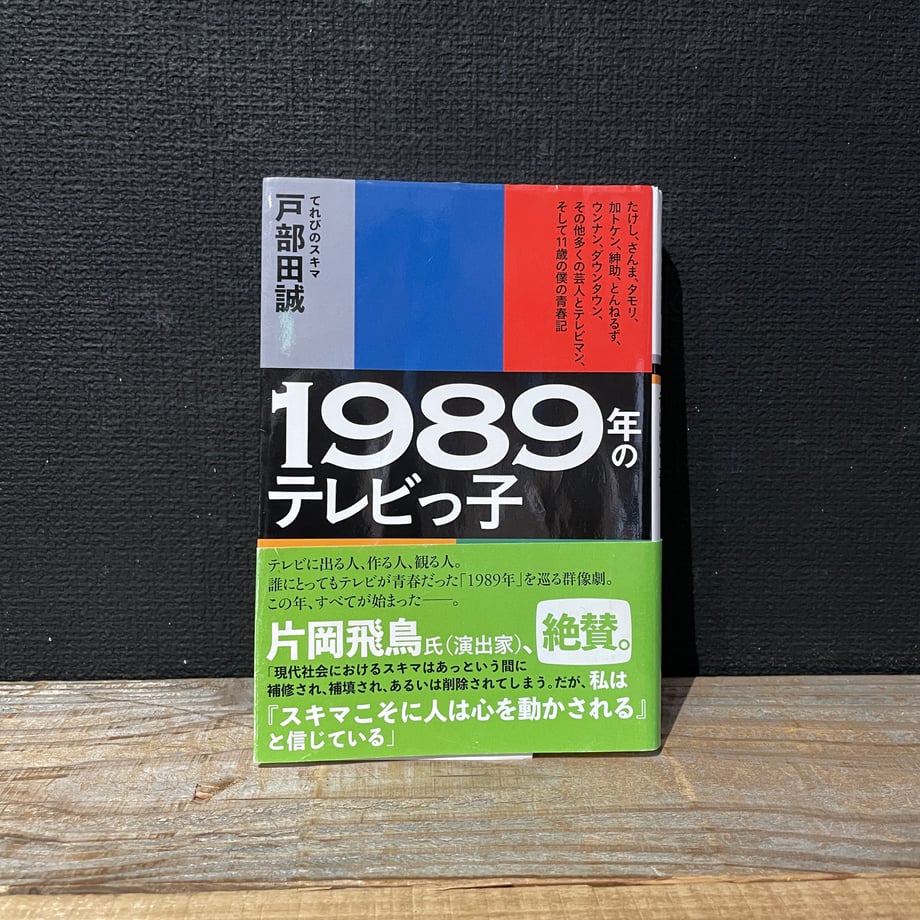 たけし、さんま、タモリ、
加トケン、紳助、とんねるず、
ウンナン、ダウンタウン、
その他多くの芸人とテレビマン、
そして11歳の僕の青春記
てれびのスキマ
戸部田誠
1989年の
テレビっ子
テレビに出る人、作る人、観る人。
誰にとってもテレビが青春だった「1989年」を巡る群像劇。
この年、すべてが始まった──。
片岡飛鳥氏(演出家)、絶賛。
「現代社会におけるスキマはあっという間に
補修され、補填され、あるいは削除されてしまう。だが、私は
『スキマこそに人は心を動かされる』
と信じている」